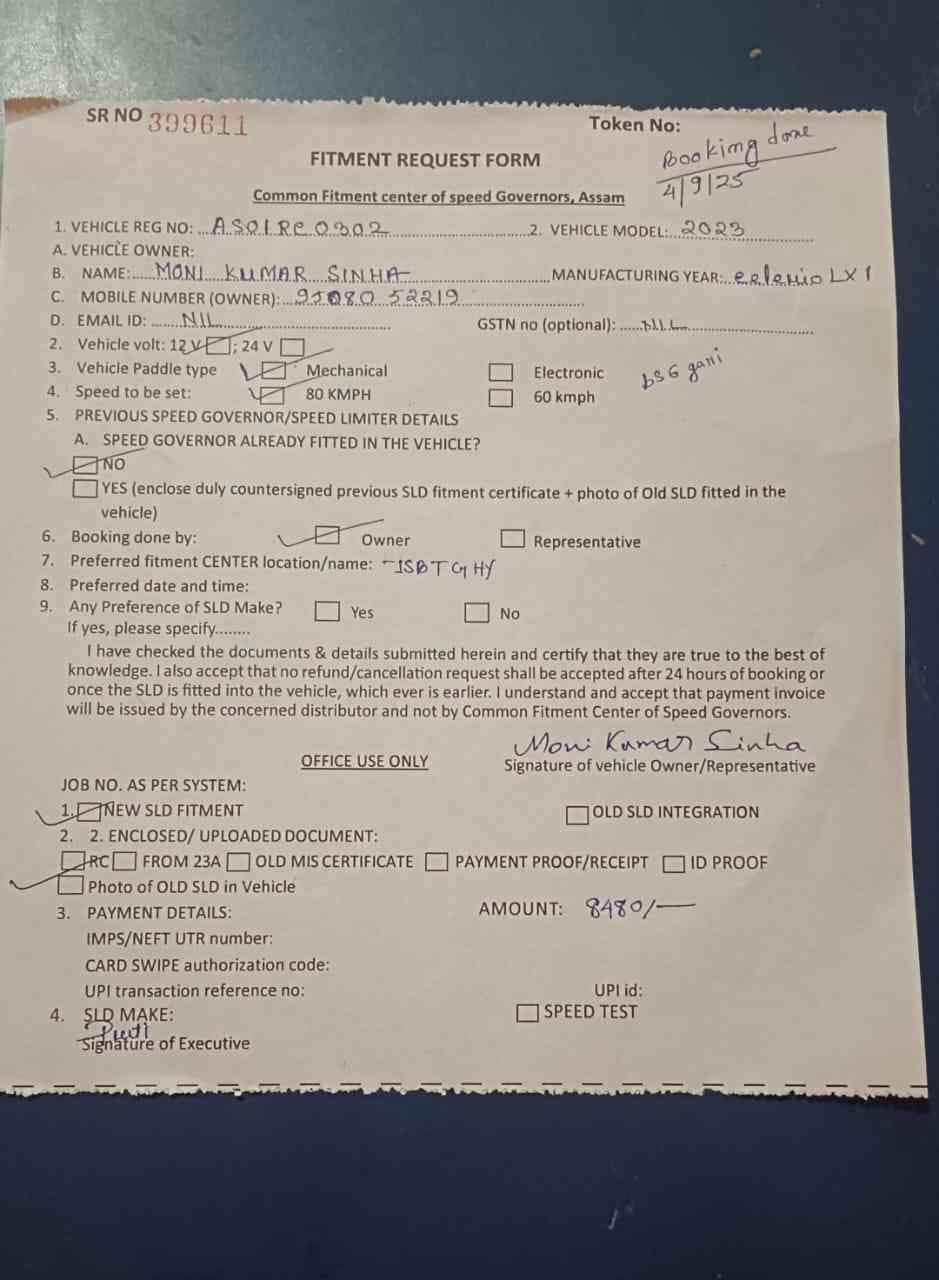 SR NO 399611
Token No:
Booking done
4/9/25
FITMENT REQUEST FORM
Common Fitment center of speed Governors, Assam
1. VEHICLE REG NO: AS01RC0302 2. VEHICLE MODEL: 2023
A. VEHICLE OWNER:
B. NAME: MONI KUMAR SINHA MANUFACTURING YEAR: LXI
C. MOBILE NUMBER (OWNER): 95080 52219
D. EMAIL ID: NIL GSTN no (optional): NIL
2. Vehicle volt: 12 V ; 24 V
3. Vehicle Paddle type Mechanical Electronic
4. Speed to be set: 80 KMPH 60 kmph
5. PREVIOUS SPEED GOVERNOR/SPEED LIMITER DETAILS
A. SPEED GOVERNOR ALREADY FITTED IN THE VEHICLE?
NO
YES (enclose duly countersigned previous SLD fitment certificate + photo of Old SLD fitted in the
vehicle)
6. Booking done by: Owner Representative
7. Preferred fitment CENTER location/name: ISBT GHY
8. Preferred date and time:
9. Any Preference of SLD Make? Yes No
If yes, please specify........
I have checked the documents & details submitted herein and certify that they are true to the best of
knowledge. I also accept that no refund/cancellation request shall be accepted after 24 hours of booking or
once the SLD is fitted into the vehicle, which ever is earlier. I understand and accept that payment invoice
will be issued by the concerned distributor and not by Common Fitment Center of Speed Governors.
Moni Kumar Sinha
OFFICE USE ONLY Signature of vehicle Owner/Representative
JOB NO. AS PER SYSTEM:
1. NEW SLD FITMENT OLD SLD INTEGRATION
2. 2. ENCLOSED/ UPLOADED DOCUMENT:
RC FROM 23A OLD MIS CERTIFICATE PAYMENT PROOF/RECEIPT ID PROOF
Photo of OLD SLD in Vehicle
3. PAYMENT DETAILS: AMOUNT: 8480/-
IMPS/NEFT UTR number:
CARD SWIPE authorization code:
UPI transaction reference no: UPI id:
4. SLD MAKE: SPEED TEST
Signature of Executive